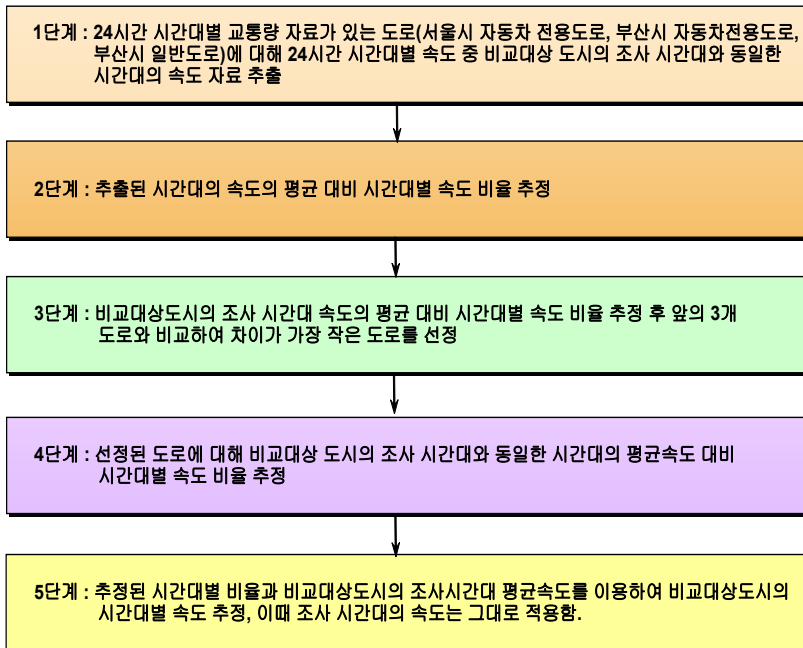 1단계 : 24시간 시간대별 교통량 자료가 있는 도로(서울시 자동차 전용도로, 부산시 자동차전용도로,
부산시 일반도로)에 대해 24시간 시간대별 속도 중 비교대상 도시의 조사 시간대와 동일한
시간대의 속도 자료 추출
2단계 : 추출된 시간대의 속도의 평균 대비 시간대별 속도 비율 추정
3단계 : 비교대상도시의 조사 시간대 속도의 평균 대비 시간대별 속도 비율 추정 후 앞의 3개
도로와 비교하여 차이가 가장 작은 도로를 선정
4단계 : 선정된 도로에 대해 비교대상 도시의 조사 시간대와 동일한 시간대의 평균속도 대비
시간대별 속도 비율 추정
5단계 : 추정된 시간대별 비율과 비교대상도시의 조사시간대 평균속도를 이용하여 비교대상도시의
시간대별 속도 추정, 이때 조사 시간대의 속도는 그대로 적용함.